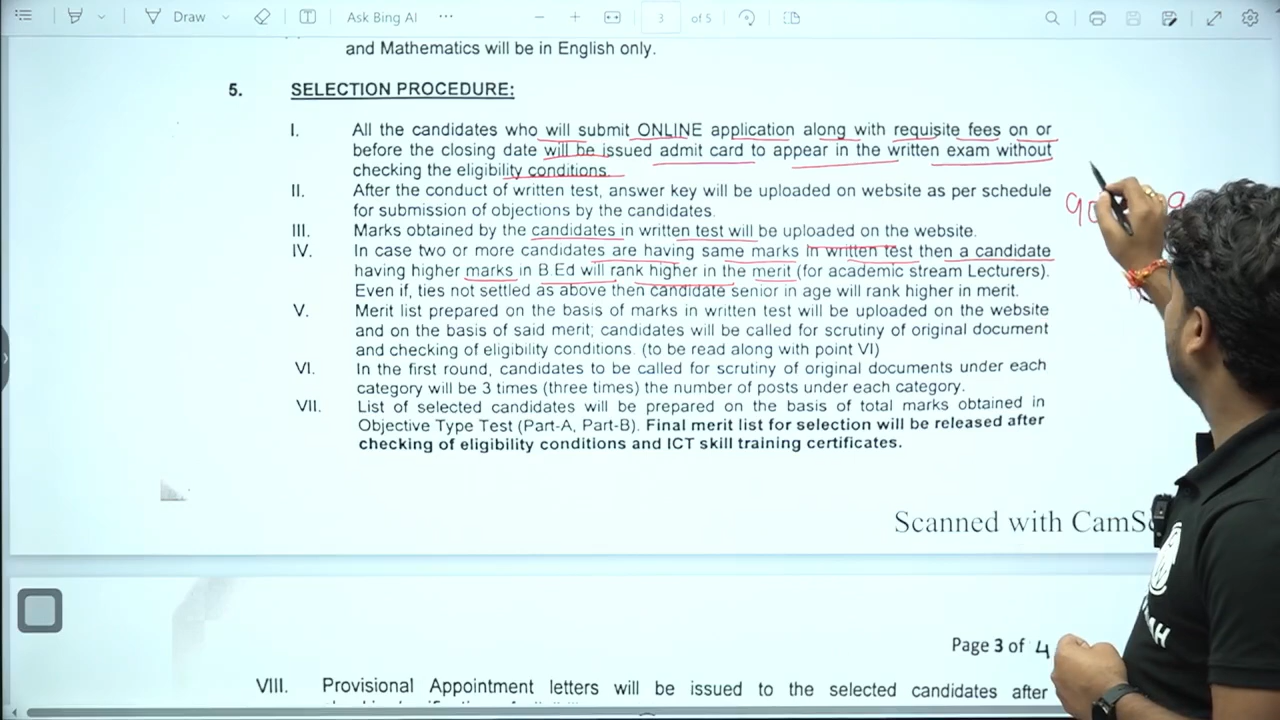 Draw
Ask Bing AI
3 of 5
and Mathematics will be in English only.
5. SELECTION PROCEDURE:
I. All the candidates who will submit ONLINE application along with requisite fees on or
before the closing date will be issued admit card to appear in the written exam without
checking the eligibility conditions.
II. After the conduct of written test, answer key will be uploaded on website as per schedule
for submission of objections by the candidates.
III. Marks obtained by the candidates in written test will be uploaded on the website.
IV. In case two or more candidates are having same marks in written test then a candidate
having higher marks in B.Ed will rank higher in the merit (for academic stream Lecturers).
Even if, ties not settled as above then candidate senior in age will rank higher in merit.
V. Merit list prepared on the basis of marks in written test will be uploaded on the website
and on the basis of said merit; candidates will be called for scrutiny of original document
and checking of eligibility conditions. (to be read along with point VI)
VI. In the first round, candidates to be called for scrutiny of original documents under each
category will be 3 times (three times) the number of posts under each category.
VII. List of selected candidates will be prepared on the basis of total marks obtained in
Objective Type Test (Part-A, Part-B). Final merit list for selection will be released after
checking of eligibility conditions and ICT skill training certificates.
Scanned with
Page 3 of 4
VIII. Provisional Appointment letters will be issued to the selected candidates after